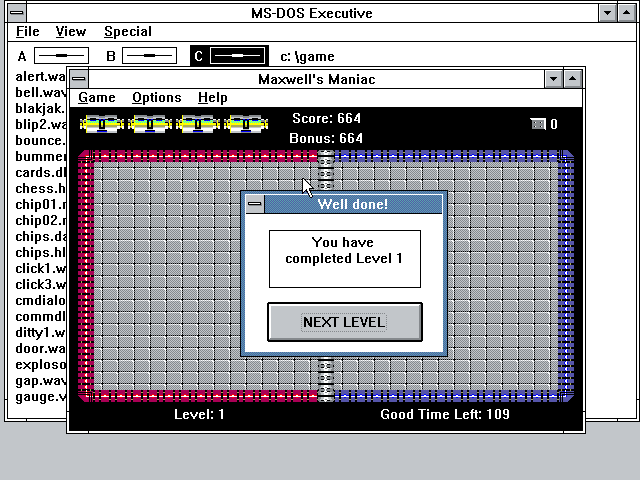 MS-DOS Executive
File View Special
A B C c: \game
alert.wa
bell.wav
blakjak.
blip2.wa
bounce.
bummer
cards.dl
chess.h
chip01.r
chip02.r
chips.da
chips.hl
click1.w
click3.w
cmdialo
commdl
ditty1.w
door.wa
exploso
gap.wav
gauge.v
Maxwell's Maniac
Game Options Help
Score: 664
Bonus: 664
0
Well done!
You have
completed Level 1
NEXT LEVEL
Level: 1
Good Time Left: 109